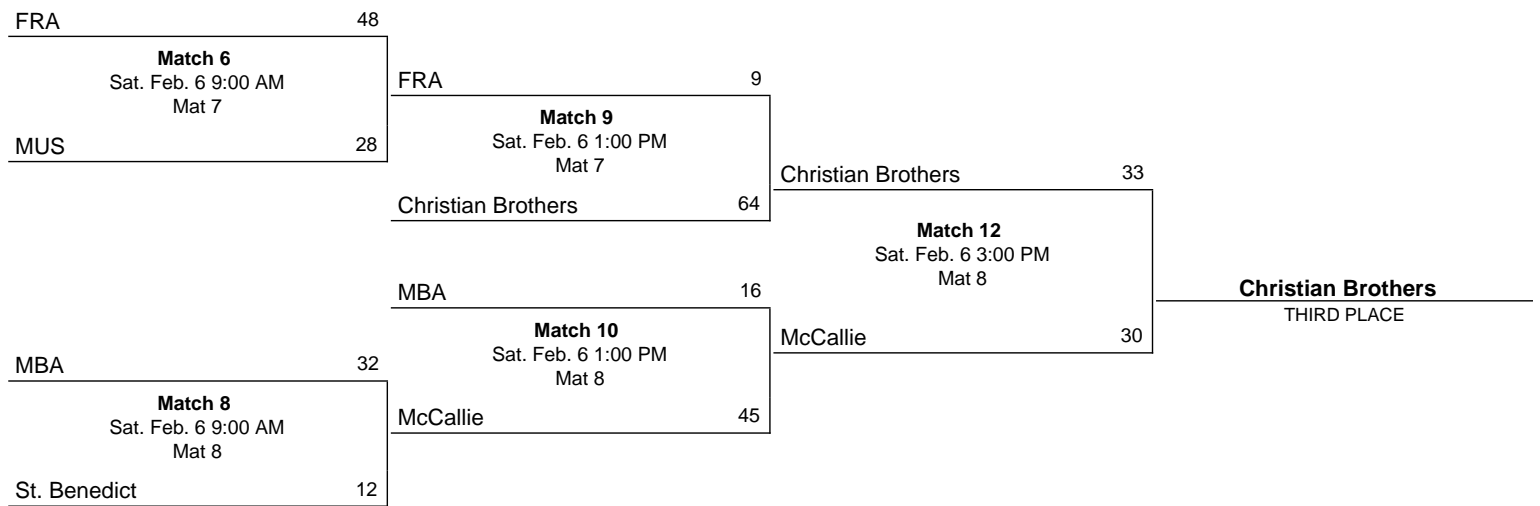 FRA 48
Match 6
Sat. Feb. 6 9:00 AM
Mat 7
MUS 28
FRA 9
Match 9
Sat. Feb. 6 1:00 PM
Mat 7
Christian Brothers 64
Christian Brothers 33
Match 12
Sat. Feb. 6 3:00 PM
Mat 8
McCallie 30
Christian Brothers
THIRD PLACE
MBA 16
Match 10
Sat. Feb. 6 1:00 PM
Mat 8
McCallie 45
MBA 32
Match 8
Sat. Feb. 6 9:00 AM
Mat 8
St. Benedict 12